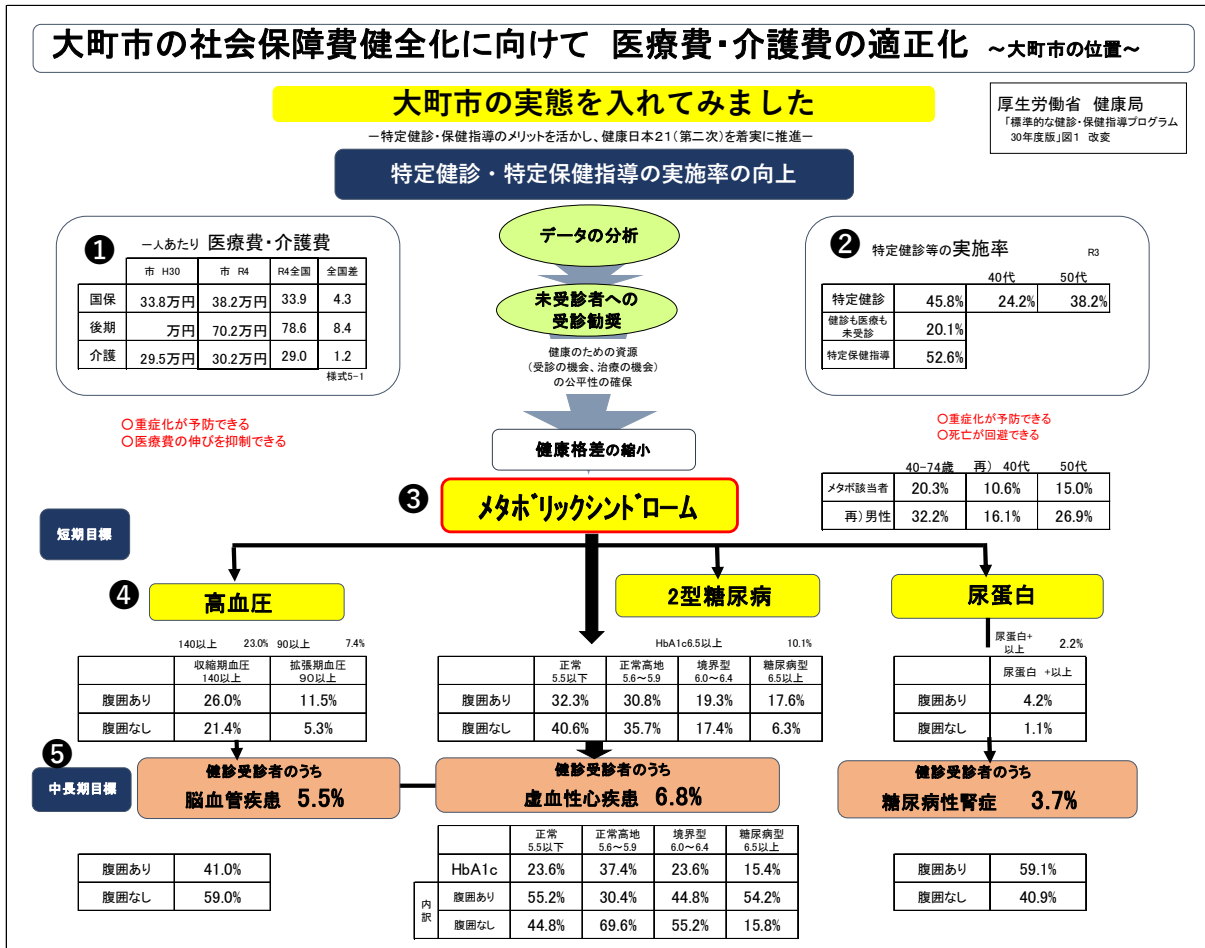 大町市の社会保障費健全化に向けて 医療費・介護費の適正化 ～大町市の位置～
大町市の実態を入れてみました
厚生労働省 健康局
「標準的な健診・保健指導プログラム
30年度版」図1 改変
－特定健診・保健指導のメリットを活かし、健康日本21(第二次)を着実に推進－
特定健診・特定保健指導の実施率の向上
データの分析
未受診者への
受診勧奨
健康のための資源
(受診の機会、治療の機会)
の公平性の確保
健康格差の縮小
❶ 一人あたり 医療費・介護費
市 H30 市 R4 R4全国 全国差
国保 33.8万円 38.2万円 33.9 4.3
後期 万円 70.2万円 78.6 8.4
介護 29.5万円 30.2万円 29.0 1.2
様式5-1
○重症化が予防できる
○医療費の伸びを抑制できる
❷ 特定健診等の実施率 R3
40代 50代
特定健診 45.8% 24.2% 38.2%
健診も医療も
未受診 20.1%
特定保健指導 52.6%
○重症化が予防できる
○死亡が回避できる
40-74歳 再) 40代 50代
メタボ該当者 20.3% 10.6% 15.0%
再)男性 32.2% 16.1% 26.9%
❸ メタボリックシンドローム
短期目標
❹ 高血圧
2型糖尿病
尿蛋白
140以上 23.0% 90以上 7.4%
収縮期血圧 拡張期血圧
140以上 90以上
腹囲あり 26.0% 11.5%
腹囲なし 21.4% 5.3%
HbA1c6.5以上 10.1%
正常 正常高地 境界型 糖尿病型
5.5以下 5.6～5.9 6.0～6.4 6.5以上
腹囲あり 32.3% 30.8% 19.3% 17.6%
腹囲なし 40.6% 35.7% 17.4% 6.3%
尿蛋白+
以上 2.2%
尿蛋白 +以上
腹囲あり 4.2%
腹囲なし 1.1%
❺
中長期目標
健診受診者のうち
脳血管疾患 5.5%
健診受診者のうち
虚血性心疾患 6.8%
健診受診者のうち
糖尿病性腎症 3.7%
腹囲あり 41.0%
腹囲なし 59.0%
正常 正常高地 境界型 糖尿病型
5.5以下 5.6～5.9 6.0～6.4 6.5以上
HbA1c 23.6% 37.4% 23.6% 15.4%
内訳
腹囲あり 55.2% 30.4% 44.8% 54.2%
腹囲なし 44.8% 69.6% 55.2% 15.8%
腹囲あり 59.1%
腹囲なし 40.9%